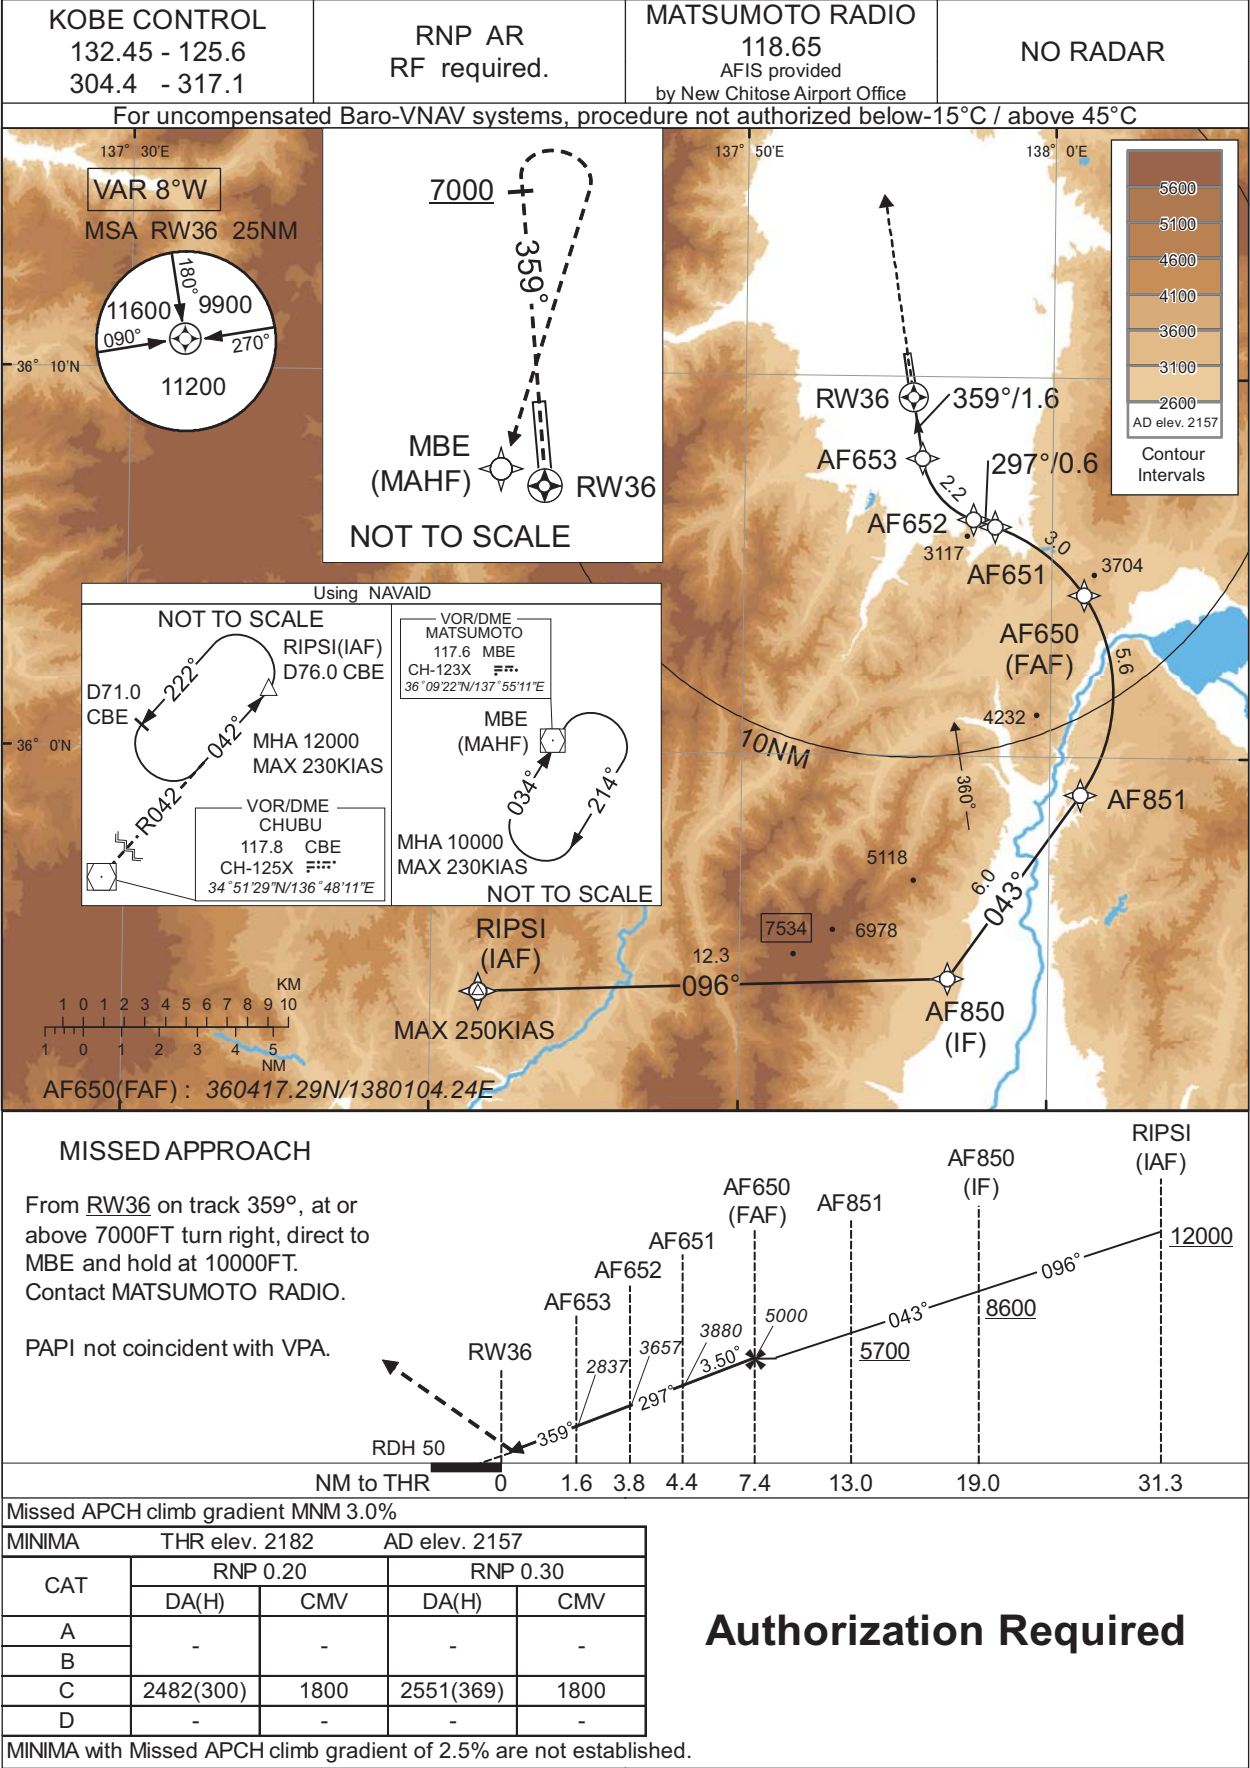 KOBE CONTROL
132.45 - 125.6
304.4 - 317.1
RNP AR
RF required.
MATSUMOTO RADIO
118.65
AFIS provided
by New Chitose Airport Office
NO RADAR
For uncompensated Baro-VNAV systems, procedure not authorized below-15°C / above 45°C
137° 30'E
137° 50'E
138° 0'E
VAR 8°W
MSA RW36 25NM
180°
11600
9900
090°
270°
11200
36° 10'N
36° 0'N
7000
359°
MBE
(MAHF)
RW36
NOT TO SCALE
5600
5100
4600
4100
3600
3100
2600
AD elev. 2157
Contour
Intervals
RW36
359°/1.6
AF653
297°/0.6
2.2
AF652
3117
AF651
3.0
3704
AF650
(FAF)
5.6
4232
10NM
360°
AF851
5118
6.0
043°
7534
6978
RIPSI
(IAF)
12.3
096°
MAX 250KIAS
AF850
(IF)
Using NAVAID
NOT TO SCALE
RIPSI(IAF)
D76.0 CBE
222°
D71.0
CBE
042°
MHA 12000
MAX 230KIAS
R042
VOR/DME
CHUBU
117.8 CBE
CH-125X
34°51'29"N/136°48'11"E
VOR/DME
MATSUMOTO
117.6 MBE
CH-123X
36°09'22"N/137°55'11"E
MBE
(MAHF)
034°
214°
MHA 10000
MAX 230KIAS
NOT TO SCALE
KM
1 0 1 2 3 4 5 6 7 8 9 10
1 0 1 2 3 4 5
NM
AF650(FAF) : 360417.29N/1380104.24E
MISSED APPROACH
From RW36 on track 359°, at or
above 7000FT turn right, direct to
MBE and hold at 10000FT.
Contact MATSUMOTO RADIO.
PAPI not coincident with VPA.
RIPSI
(IAF)
AF850
(IF)
AF650
(FAF)
AF851
AF651
AF652
AF653
RW36
12000
096°
8600
043°
5700
5000
3880
3.50°
3657
297°
2837
359°
RDH 50
NM to THR 0 1.6 3.8 4.4 7.4 13.0 19.0 31.3
Missed APCH climb gradient MNM 3.0%
MINIMA THR elev. 2182 AD elev. 2157
CAT RNP 0.20 RNP 0.30
DA(H) CMV DA(H) CMV
A
B
- - - -
C 2482(300) 1800 2551(369) 1800
D - - - -
MINIMA with Missed APCH climb gradient of 2.5% are not established.
Authorization Required